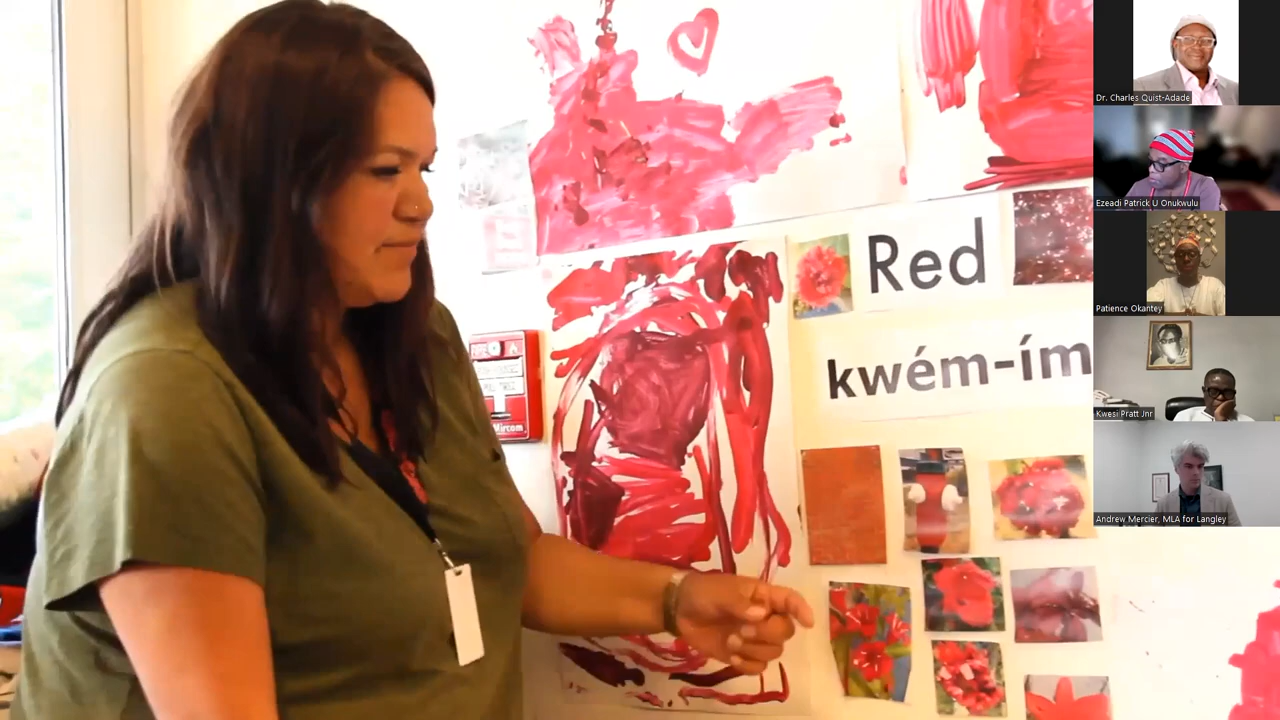 Red
kwém-ím
Mircom
Dr. Charles Quist-Adade
Ezeadi Patrick U Onukwulu
Patience Okantey
Kwesi Pratt Jnr
Andrew Mercier, MLA for Langley